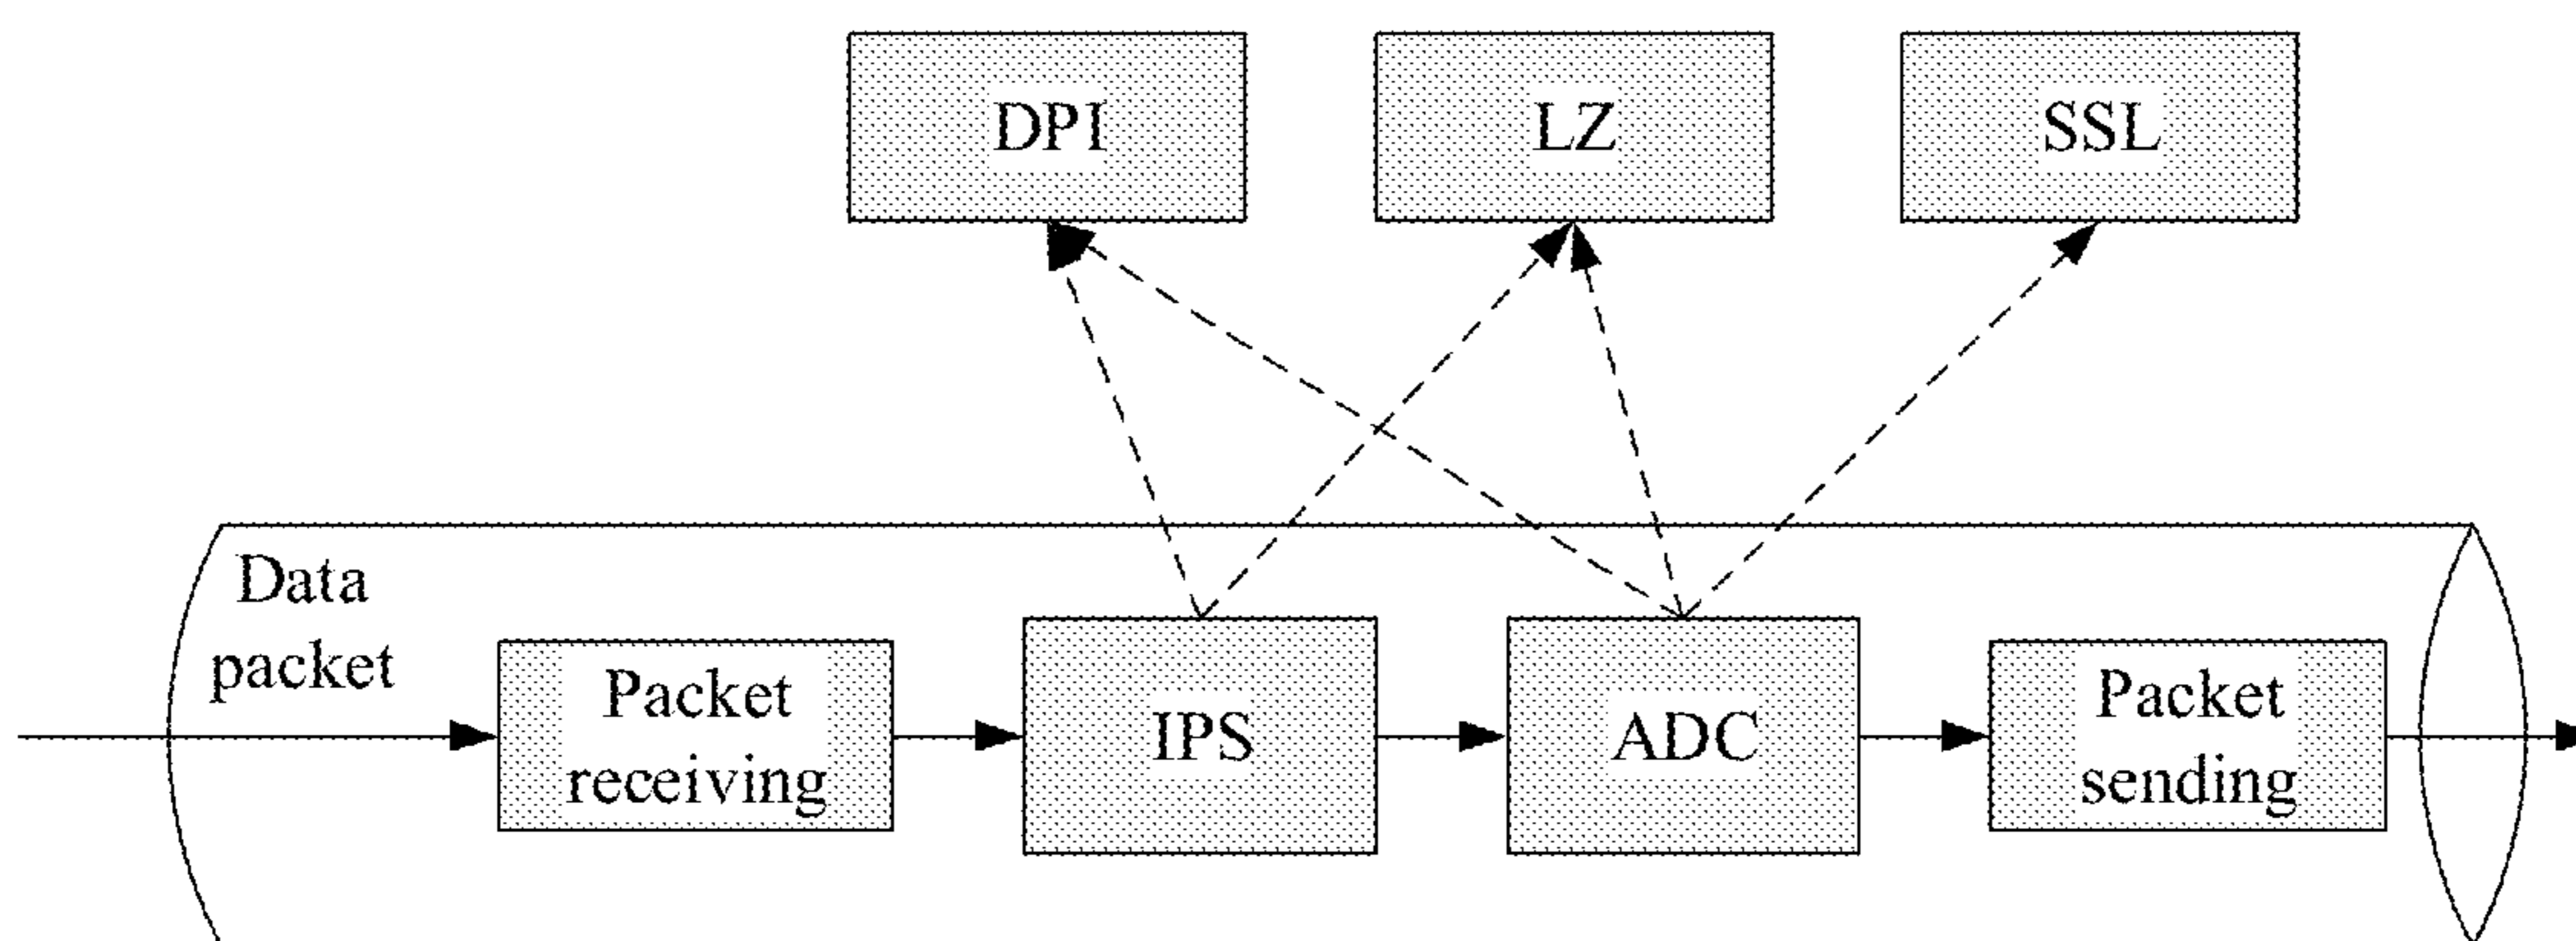 DPI
LZ
SSL
Data
packet
Packet
receiving
IPS
ADC
Packet
sending